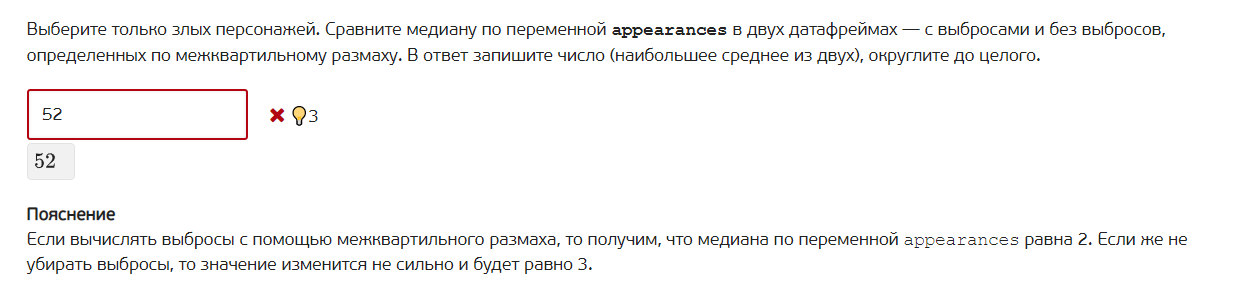 Выберите только злых персонажей. Сравните медиану по переменной appearances в двух датафреймах — с выбросами и без выбросов,
определенных по межквартильному размаху. В ответ запишите число (наибольшее среднее из двух), округлите до целого.
52 3
52
Пояснение
Если вычислять выбросы с помощью межквартильного размаха, то получим, что медиана по переменной appearances равна 2. Если же не
убирать выбросы, то значение изменится не сильно и будет равно 3.